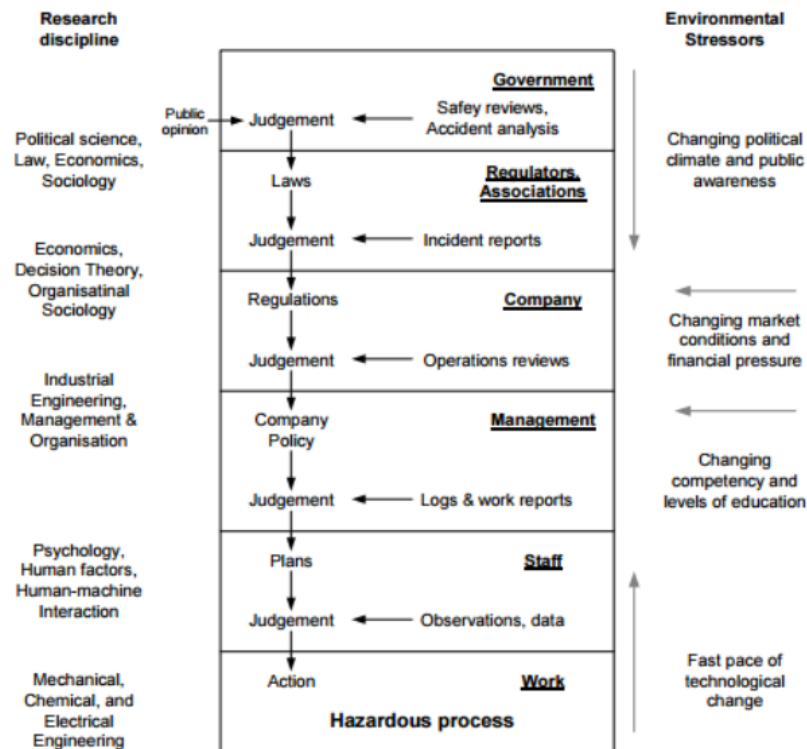 Research
discipline
Environmental
Stressors
Government
Public
opinion
Judgement
Safey reviews,
Accident analysis
Political science,
Law, Economics,
Sociology
Changing political
climate and public
awareness
Laws
Regulators,
Associations
Judgement
Incident reports
Economics,
Decision Theory,
Organisatinal
Sociology
Regulations
Company
Changing market
conditions and
financial pressure
Judgement
Operations reviews
Industrial
Engineering,
Management &
Organisation
Company
Policy
Management
Changing
competency and
levels of education
Judgement
Logs & work reports
Psychology,
Human factors,
Human-machine
Interaction
Plans
Staff
Judgement
Observations, data
Mechanical,
Chemical, and
Electrical
Engineering
Action
Work
Hazardous process
Fast pace of
technological
change